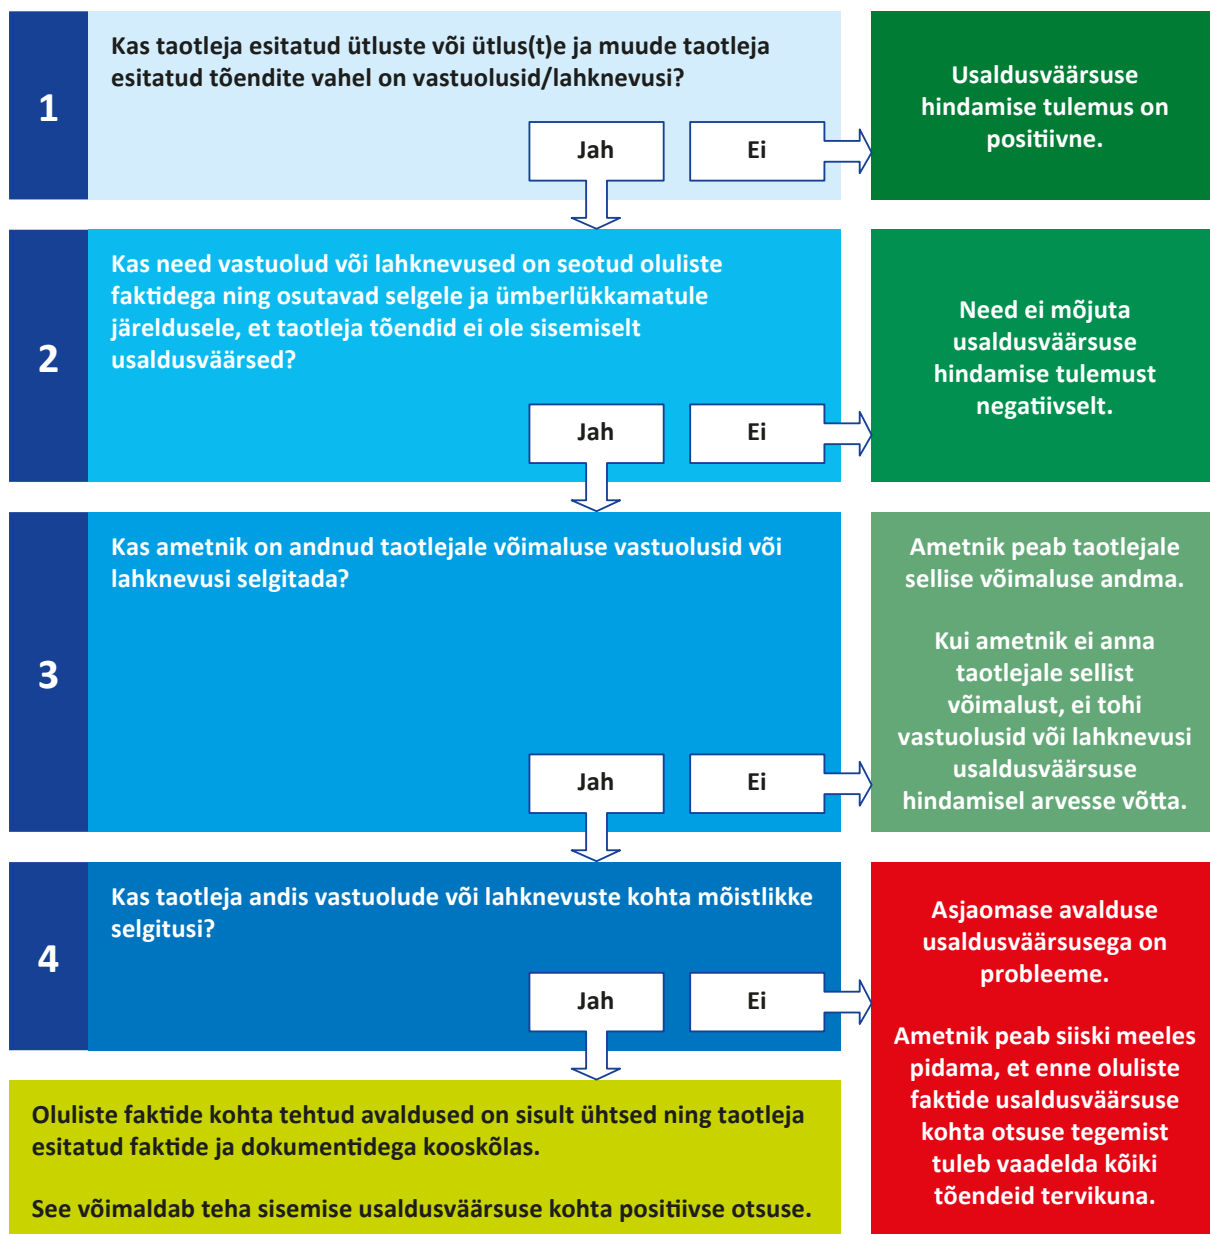 1
Kas taotleja esitatud ütluste või ütlus(t)e ja muude taotleja
esitatud tõendite vahel on vastuolusid/lahknevusi?
Jah
Ei
Usaldusväärsuse
hindamise tulemus on
positiivne.
2
Kas need vastuolud või lahknevused on seotud oluliste
faktidega ning osutavad selgele ja ümberlükkamatule
järeldusele, et taotleja tõendid ei ole sisemiselt
usaldusväärsed?
Jah
Ei
Need ei mõjuta
usaldusväärsuse
hindamise tulemust
negatiivselt.
3
Kas ametnik on andnud taotlejale võimaluse vastuolusid või
lahknevusi selgitada?
Jah
Ei
Ametnik peab taotlejale
sellise võimaluse andma.
Kui ametnik ei anna
taotlejale sellist
võimalust, ei tohi
vastuolusid või lahknevusi
usaldusväärsuse
hindamisel arvesse võtta.
4
Kas taotleja andis vastuolude või lahknevuste kohta mõistlikke
selgitusi?
Jah
Ei
Asjaomase avalduse
usaldusväärsusega on
probleeme.
Ametnik peab siiski meeles
pidama, et enne oluliste
faktide usaldusväärsuse
kohta otsuse tegemist
tuleb vaadelda kõiki
tõendeid tervikuna.
Oluliste faktide kohta tehtud avaldused on sisult ühtsed ning taotleja
esitatud faktide ja dokumentidega kooskõlas.
See võimaldab teha sisemise usaldusväärsuse kohta positiivse otsuse.